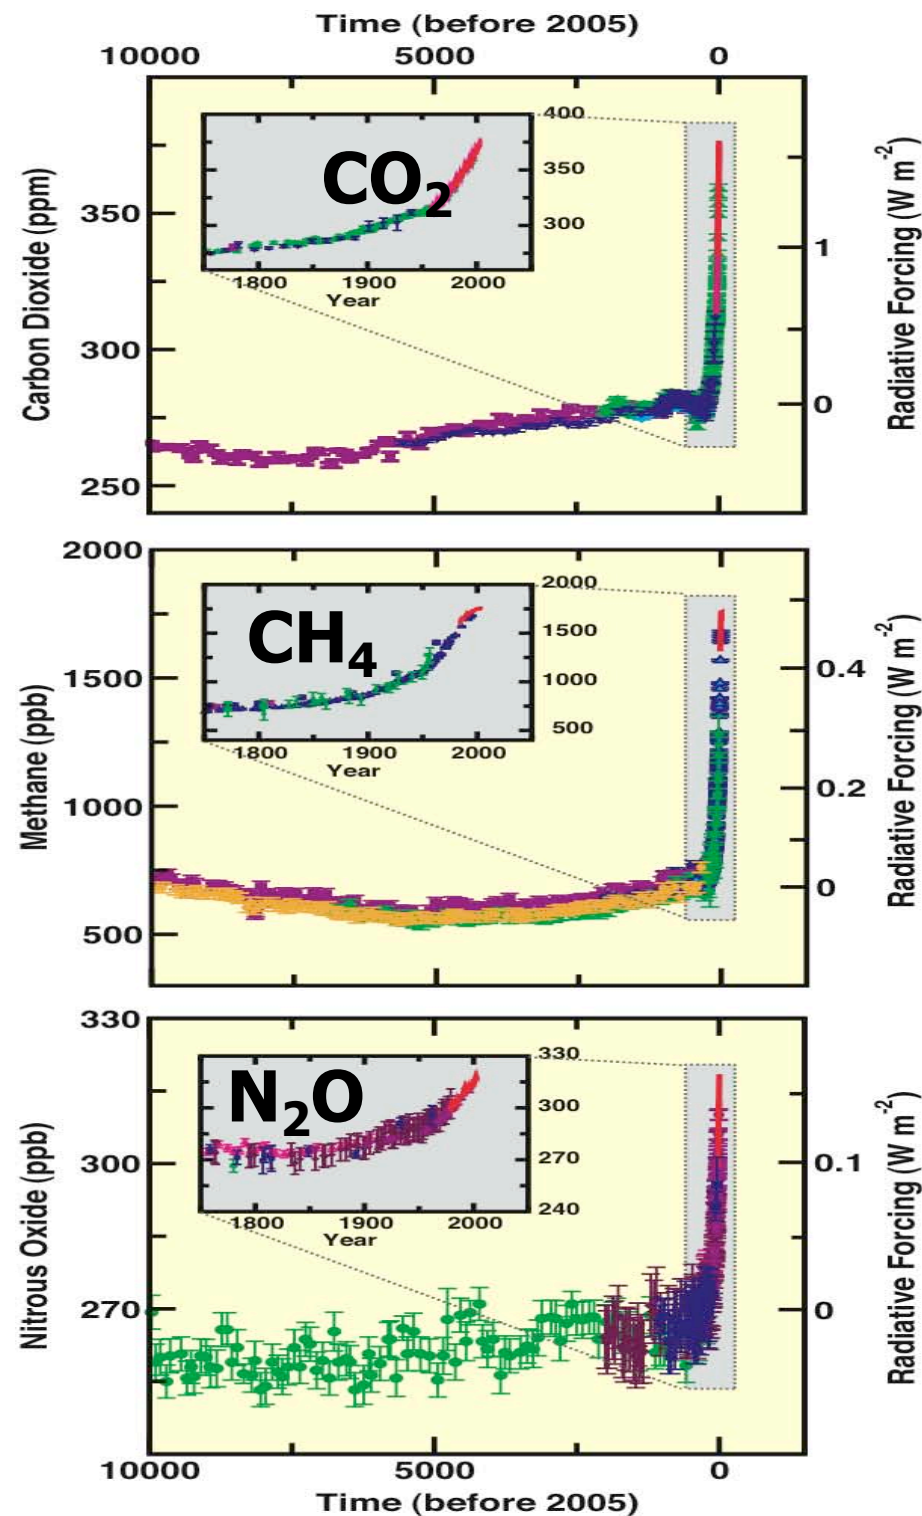 Time (before 2005)
10000 5000 0
Carbon Dioxide (ppm)
350
300
250
CO2
400
350
300
1800 1900 2000
Year
1
0
Radiative Forcing (W m-2)
Methane (ppb)
2000
1500
1000
500
CH4
2000
1500
1000
500
1800 1900 2000
Year
0.4
0.2
0
Radiative Forcing (W m-2)
Nitrous Oxide (ppb)
330
300
270
N2O
330
300
270
240
1800 1900 2000
Year
0.1
0
Radiative Forcing (W m-2)
10000 5000 0
Time (before 2005)